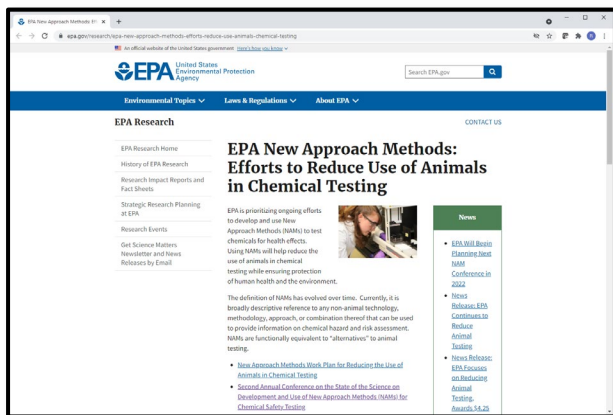 EPA New Approach Methods: Eff
epa.gov/research/epa-new-approach-methods-efforts-reduce-use-animals-chemical-testing
An official website of the United States government Here's how you know
EPA
United States
Environmental Protection
Agency
Search EPA.gov
Environmental Topics Laws & Regulations About EPA
EPA Research
CONTACT US
EPA Research Home
History of EPA Research
Research Impact Reports and
Fact Sheets
Strategic Research Planning
at EPA
Research Events
Get Science Matters
Newsletter and News
Releases by Email
EPA New Approach Methods:
Efforts to Reduce Use of Animals
in Chemical Testing
EPA is prioritizing ongoing efforts
to develop and use New
Approach Methods (NAMs) to test
chemicals for health effects.
Using NAMs will help reduce the
use of animals in chemical
testing while ensuring protection
of human health and the environment.
The definition of NAMs has evolved over time. Currently, it is
broadly descriptive reference to any non-animal technology,
methodology, approach, or combination thereof that can be used
to provide information on chemical hazard and risk assessment.
NAMs are functionally equivalent to "alternatives" to animal
testing.
New Approach Methods Work Plan for Reducing the Use of
Animals in Chemical Testing
Second Annual Conference on the State of the Science on
Development and Use of New Approach Methods (NAMs) for
Chemical Safety Testing
News
EPA Will Begin
Planning Next
NAM
Conference in
2022
News
Release: EPA
Continues to
Reduce
Animal
Testing
News Release:
EPA Focuses
on Reducing
Animal
Testing,
Awards $4.25